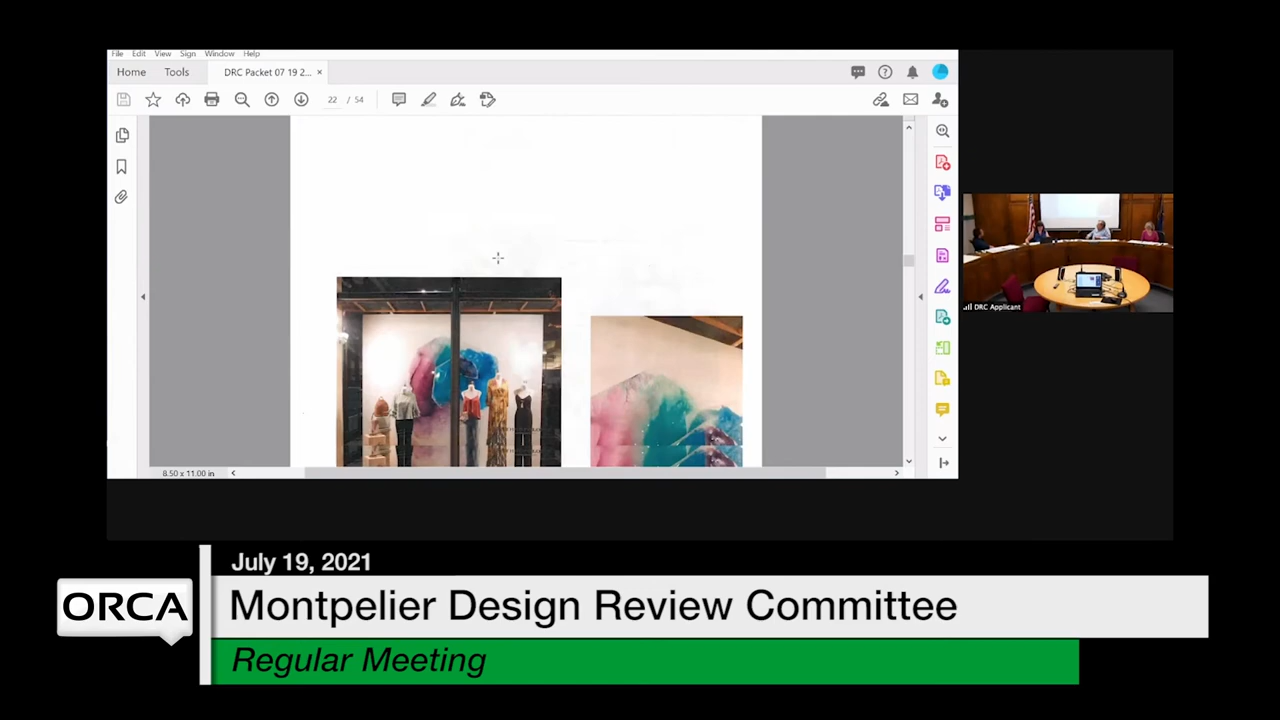 File Edit View Sign Window Help
Home Tools DRC Packet 07 19 2... ×
22 / 54
8.50 x 11.00 in
DRC Applicant
July 19, 2021
ORCA
Montpelier Design Review Committee
Regular Meeting